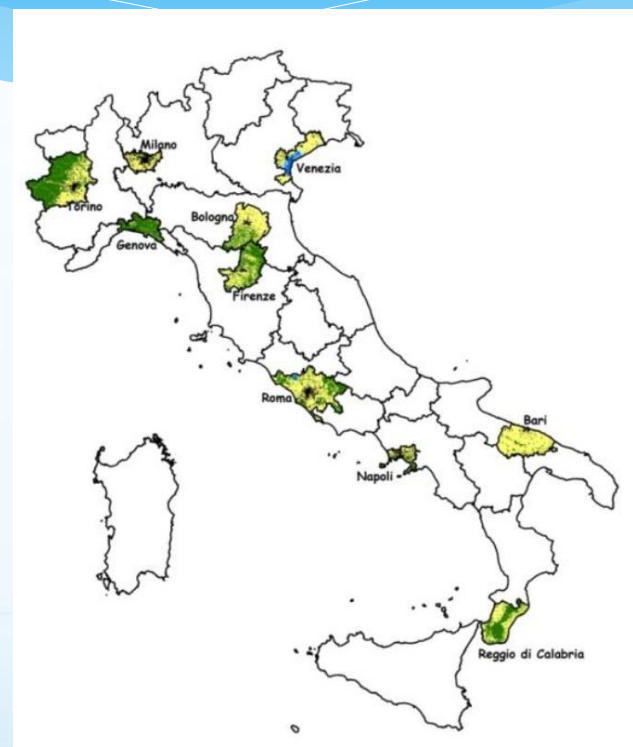 Milano
Venezia
Torino
Bologna
Genova
Firenze
Roma
Bari
Napoli
Reggio di Calabria